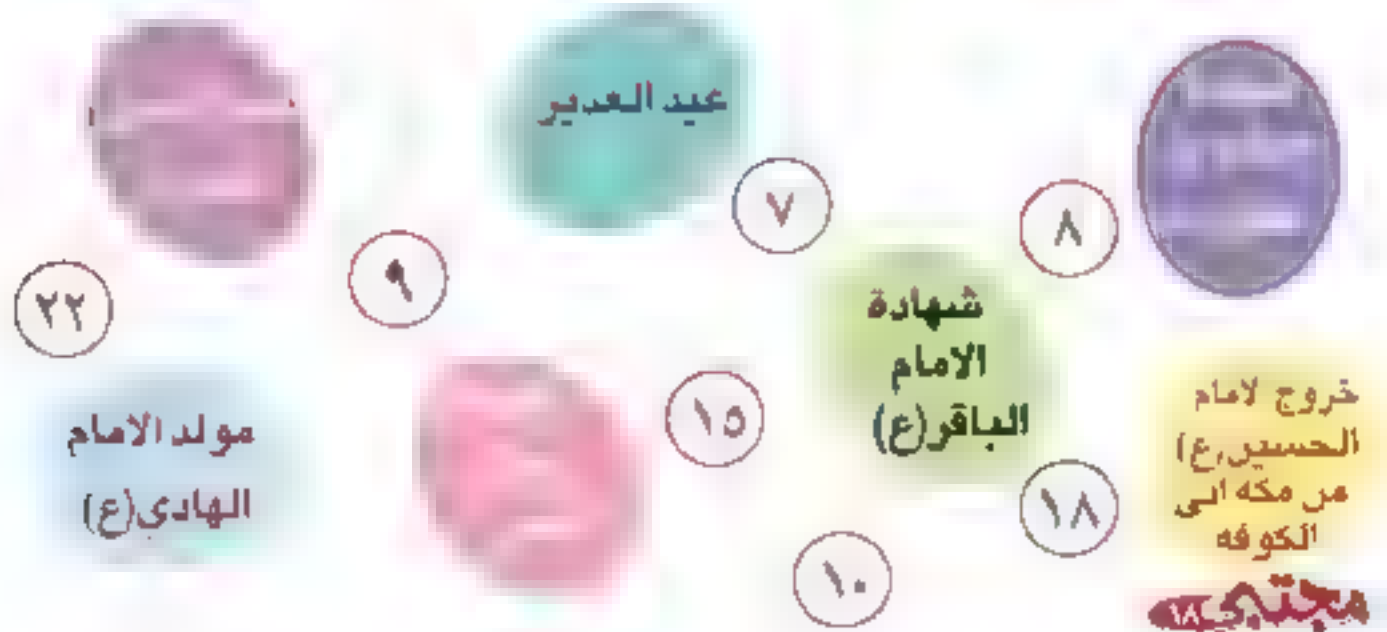 عيد الغدير
٧
٨
٩
٢٢
شهادة
الامام
الباقر(ع)
١٥
خروج لامام
الحسين(ع)
من مكه الى
الكوفه
مولد الامام
الهادي(ع)
١٨
١٠
مجتبى
١٨